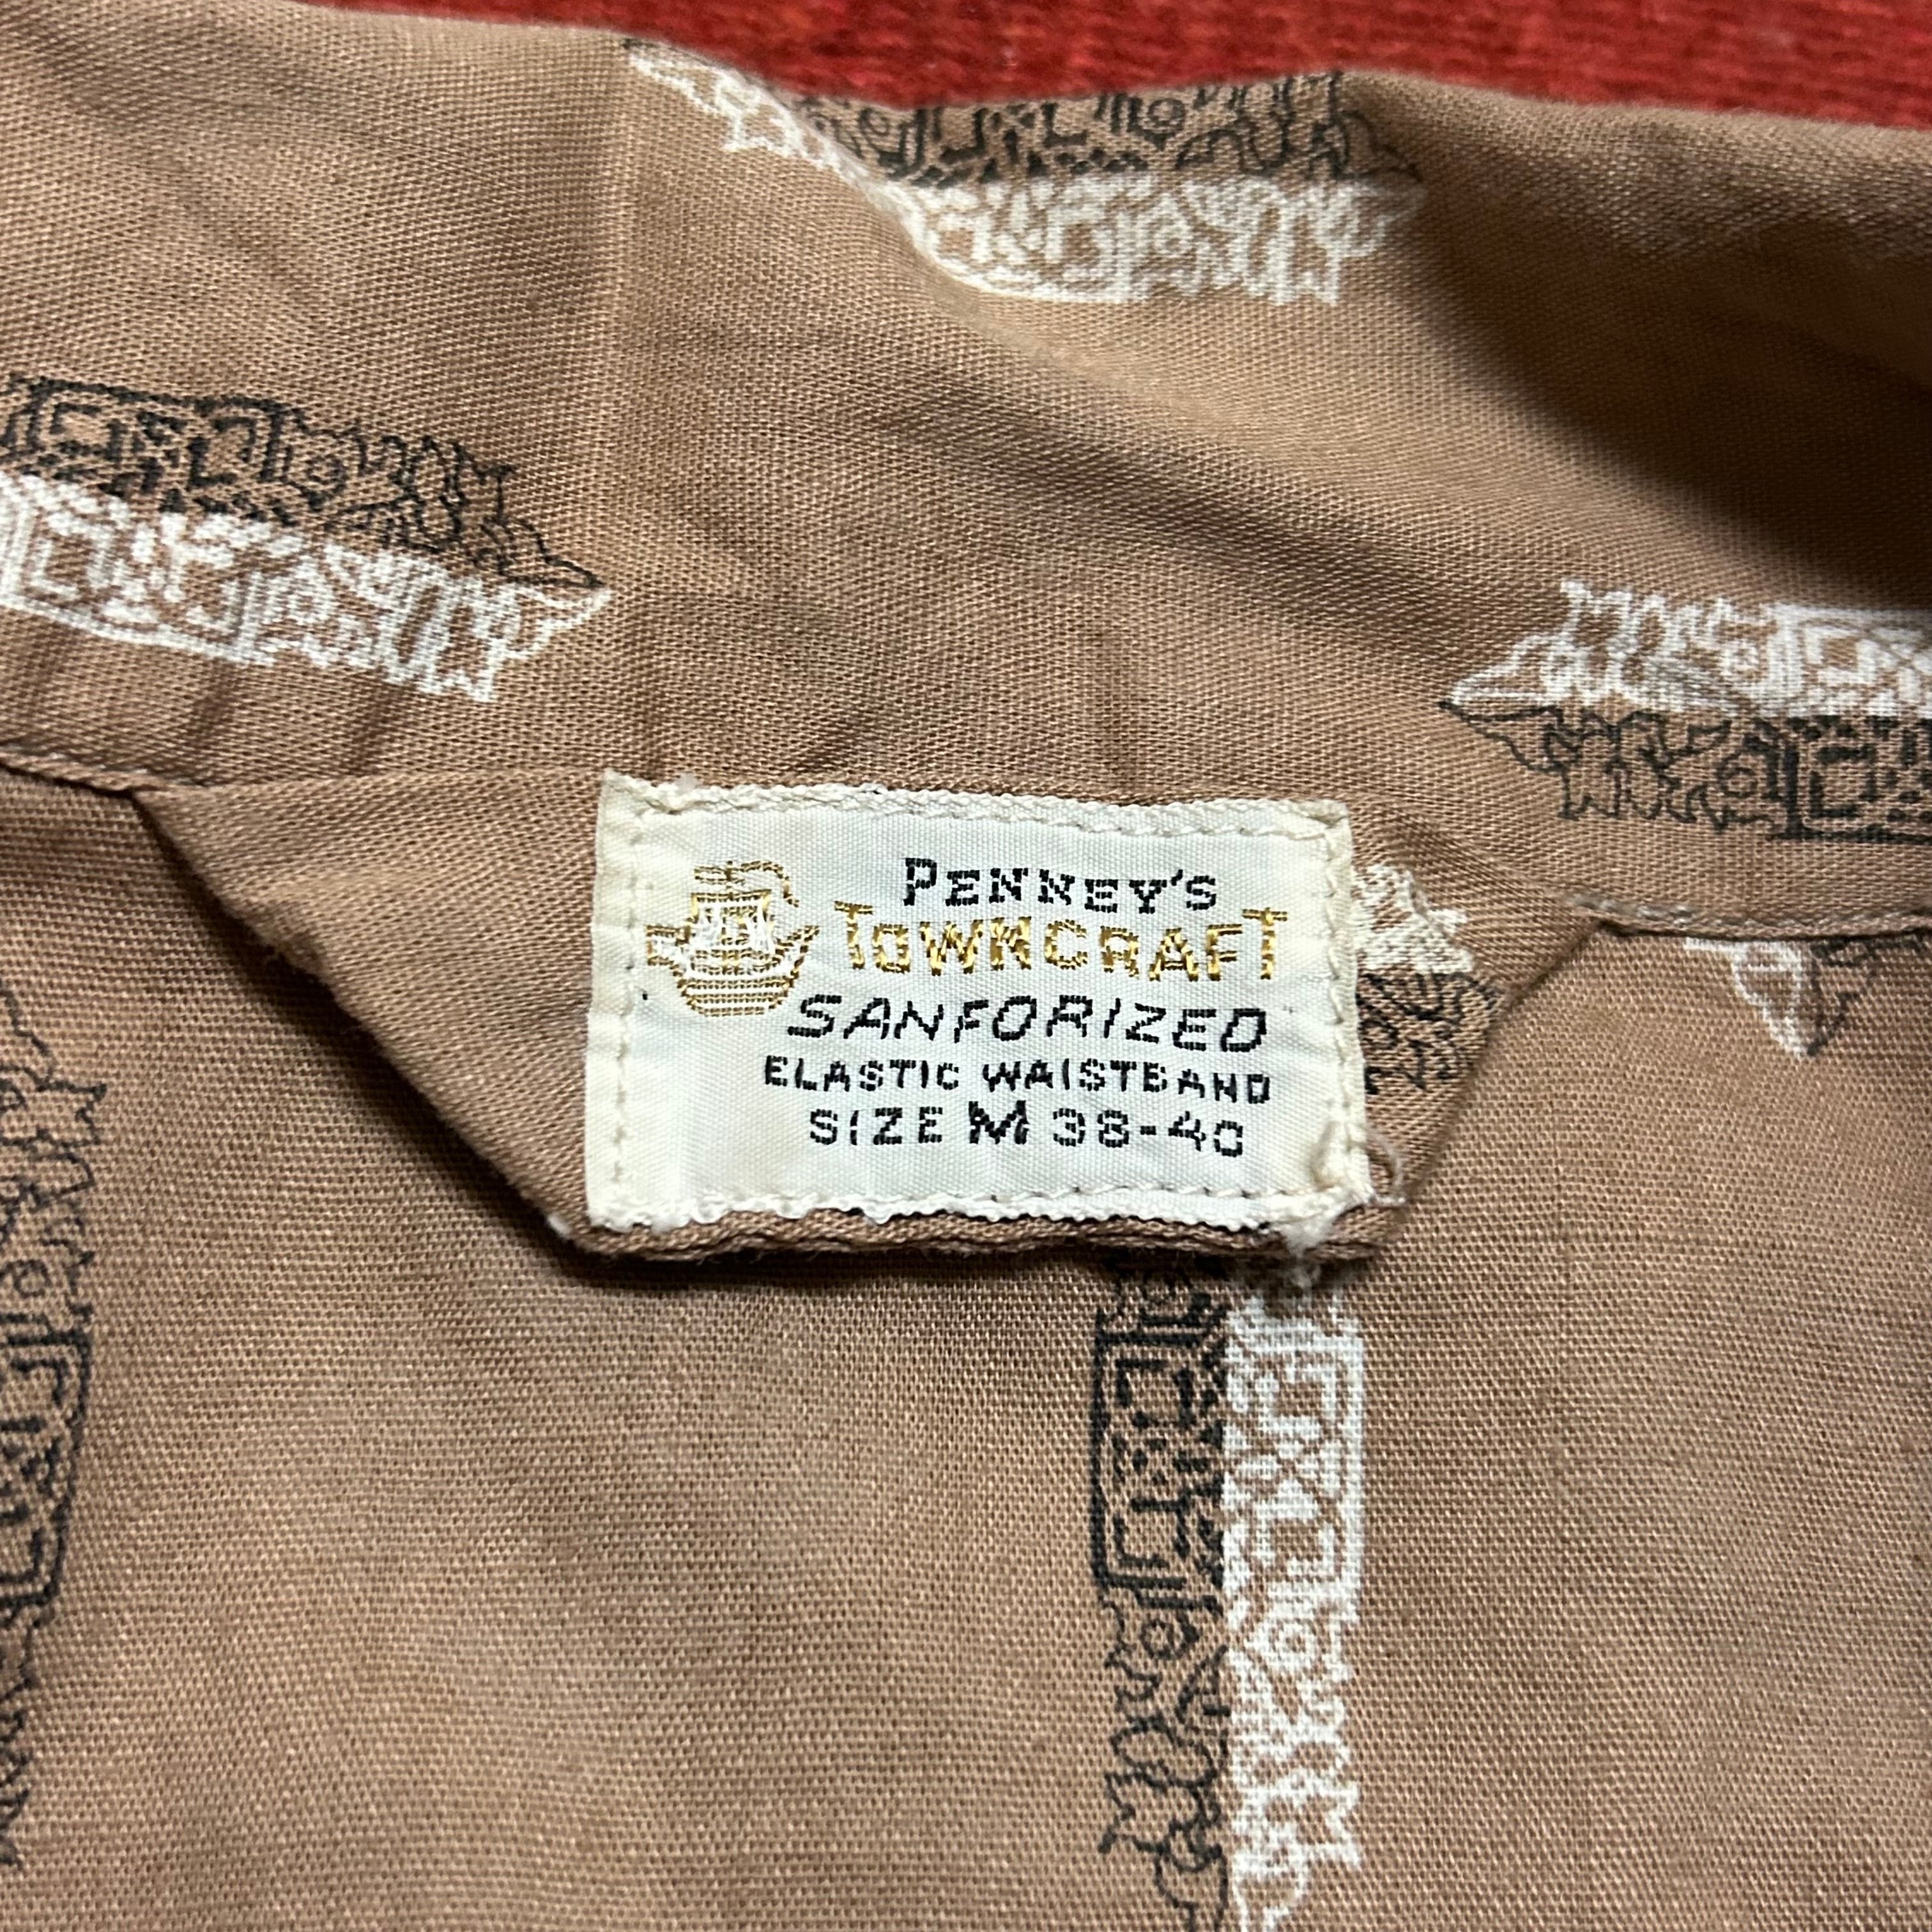 PENNEY'S
TOWNCRAFT
SANFORIZED
ELASTIC WAISTBAND
SIZE M 38-40